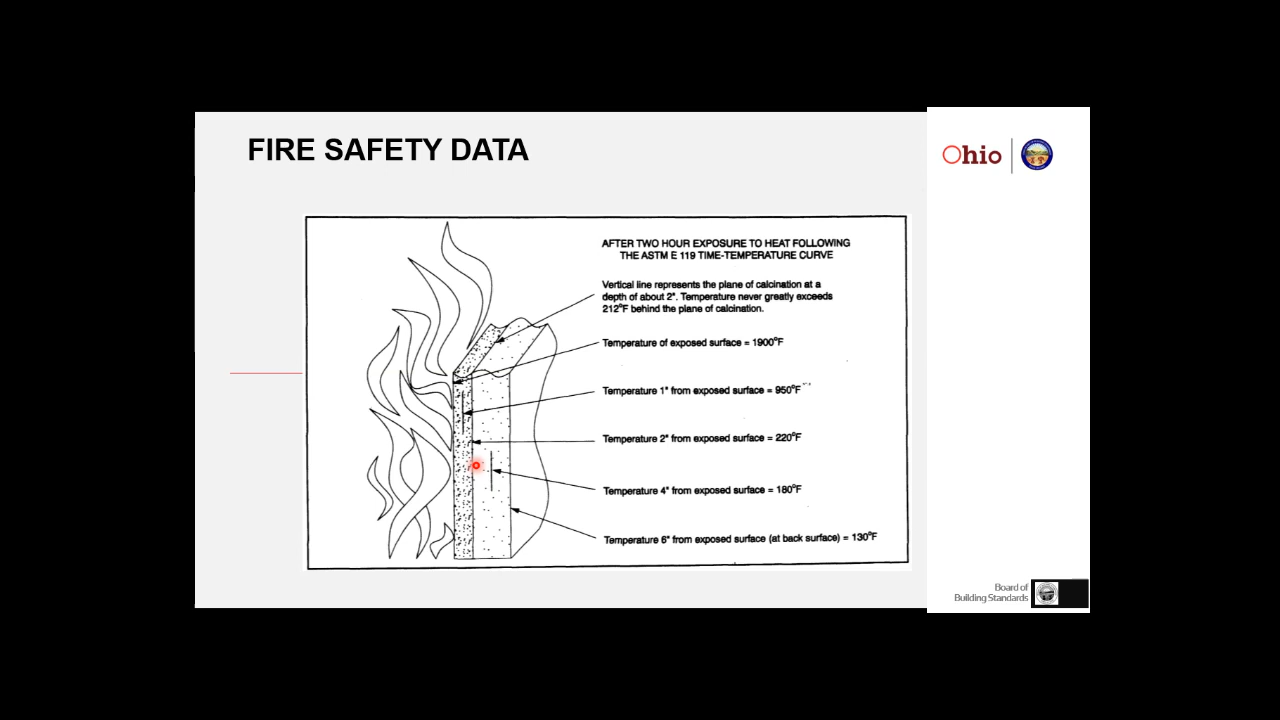 FIRE SAFETY DATA
Ohio
AFTER TWO HOUR EXPOSURE TO HEAT FOLLOWING
THE ASTM E 119 TIME-TEMPERATURE CURVE
Vertical line represents the plane of calcination at a
depth of about 2". Temperature never greatly exceeds
212°F behind the plane of calcination.
Temperature of exposed surface = 1900°F
Temperature 1" from exposed surface = 950°F
Temperature 2" from exposed surface = 220°F
Temperature 4" from exposed surface = 180°F
Temperature 6" from exposed surface (at back surface) = 130°F
Board of
Building Standards